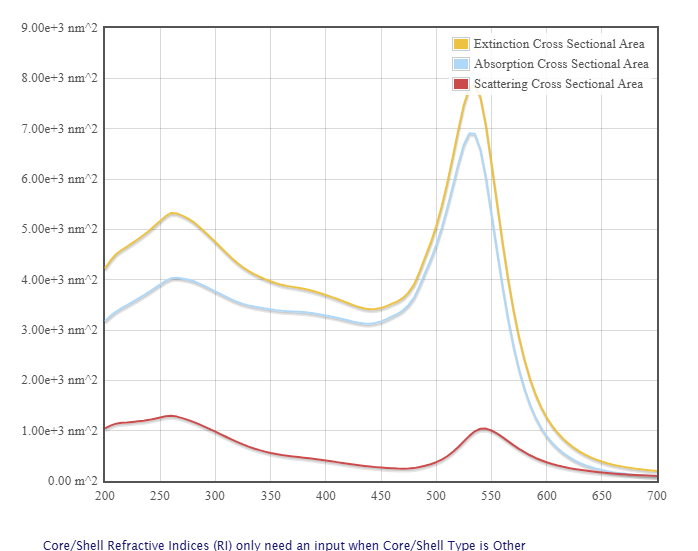 9.00e+3 nm^2
Extinction Cross Sectional Area
Absorption Cross Sectional Area
8.00e+3 nm^2
Scattering Cross Sectional Area
7.00e+3 nm^2
6.00e+3 nm^2
5.00e+3 nm^2
4.00e+3 nm^2
3.00e+3 nm^2
2.00e+3 nm^2
1.00e+3 nm^2
0.00 m^2
200 250 300 350 400 450 500 550 600 650 700
Core/Shell Refractive Indices (RI) only need an input when Core/Shell Type is Other